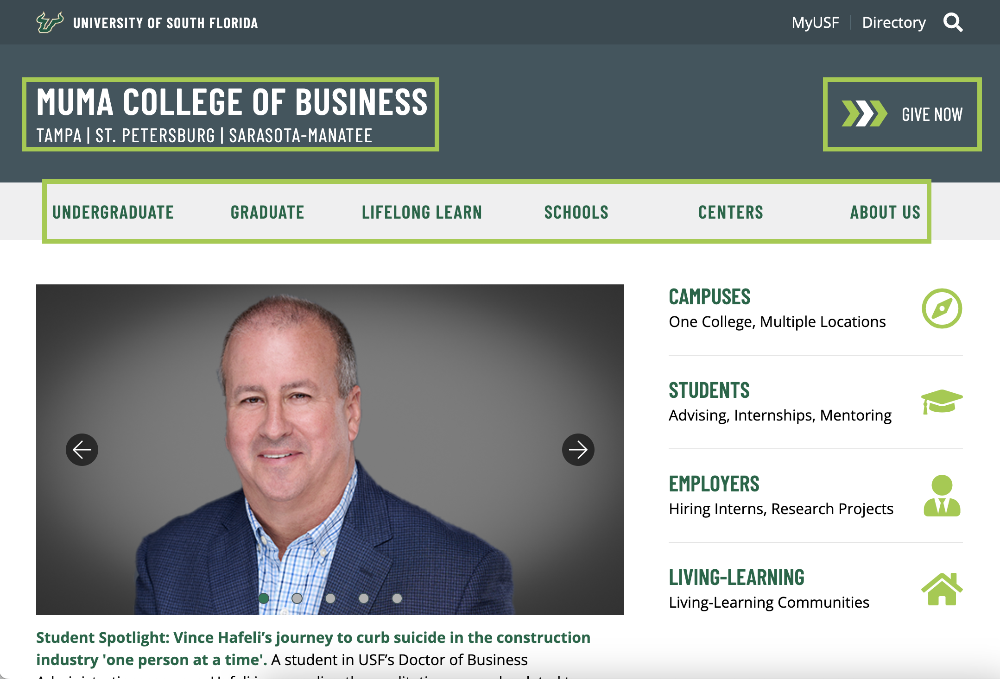 UNIVERSITY OF SOUTH FLORIDA
MyUSF
Directory
MUMA COLLEGE OF BUSINESS
TAMPA | ST. PETERSBURG | SARASOTA-MANATEE
GIVE NOW
UNDERGRADUATE
GRADUATE
LIFELONG LEARN
SCHOOLS
CENTERS
ABOUT US
CAMPUSES
One College, Multiple Locations
STUDENTS
Advising, Internships, Mentoring
EMPLOYERS
Hiring Interns, Research Projects
LIVING-LEARNING
Living-Learning Communities
Student Spotlight: Vince Hafeli’s journey to curb suicide in the construction
industry 'one person at a time'. A student in USF’s Doctor of Business